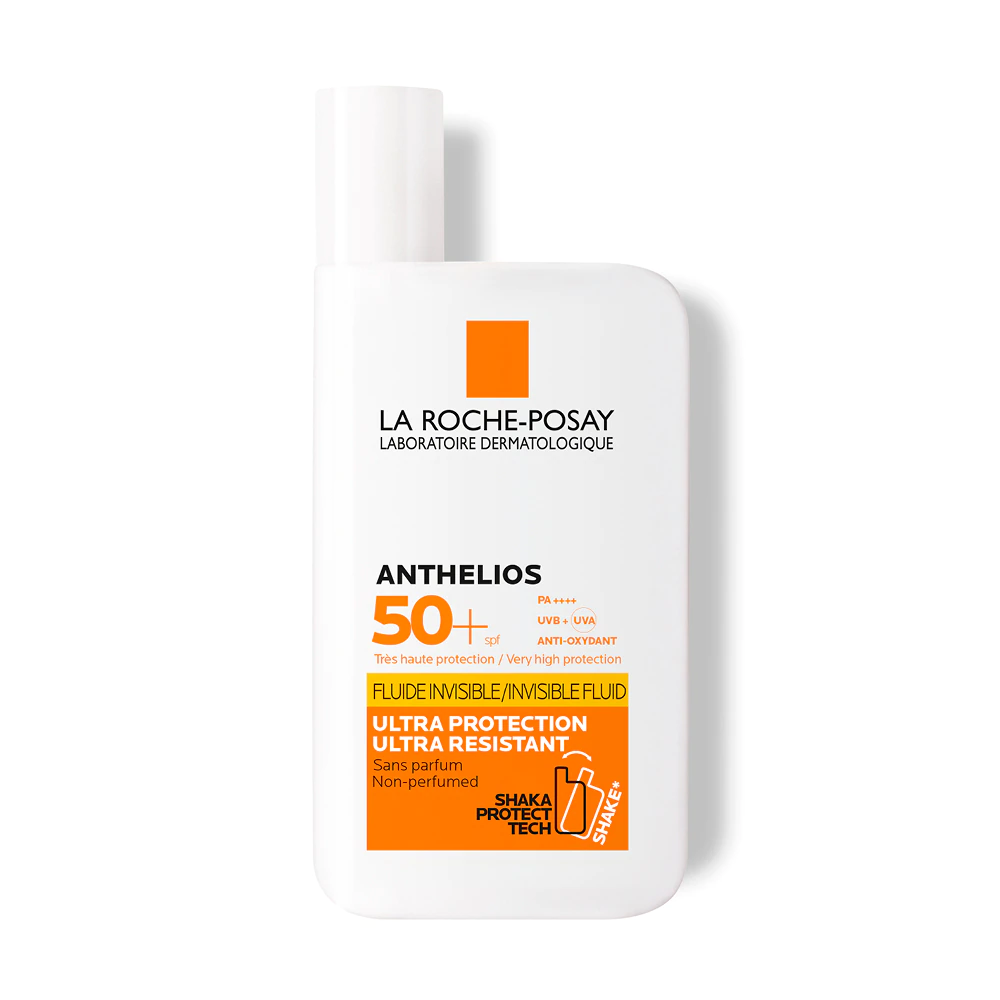 LA ROCHE-POSAY
LABORATOIRE DERMATOLOGIQUE
ANTHELIOS
50+ spf
PA ++++
UVB + UVA
ANTI-OXYDANT
Très haute protection / Very high protection
FLUIDE INVISIBLE/INVISIBLE FLUID
ULTRA PROTECTION
ULTRA RESISTANT
Sans parfum
Non-perfumed
SHAKA
PROTECT
TECH
SHAKE*